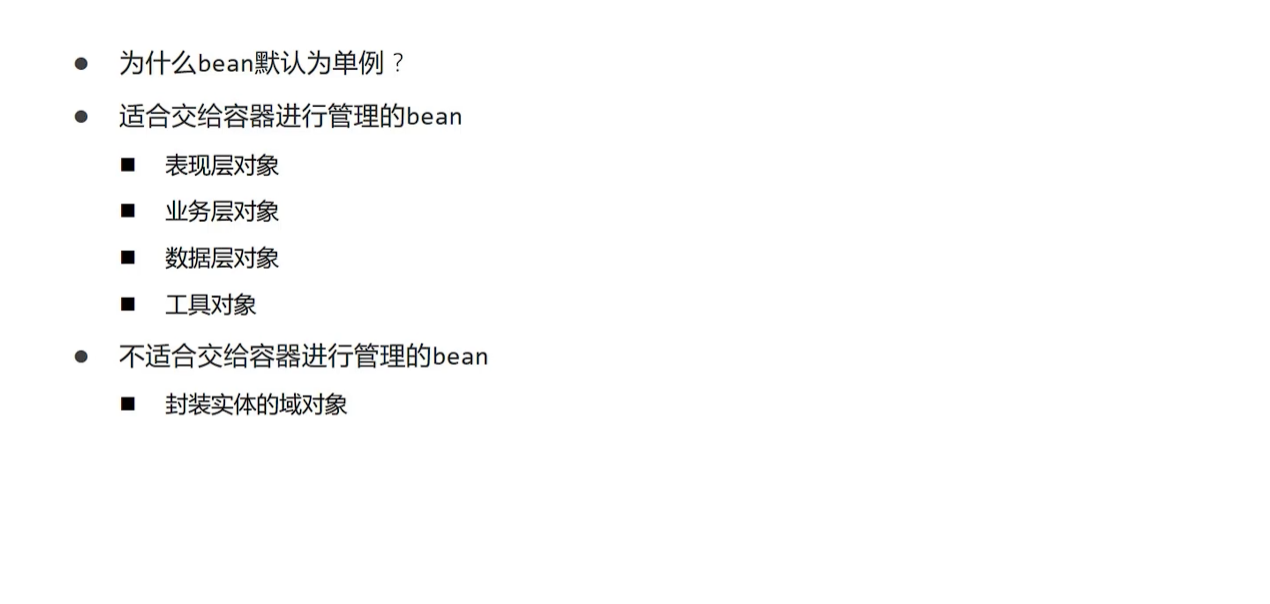 为什么bean默认为单例？
适合交给容器进行管理的bean
表现层对象
业务层对象
数据层对象
工具对象
不适合交给容器进行管理的bean
封装实体的域对象